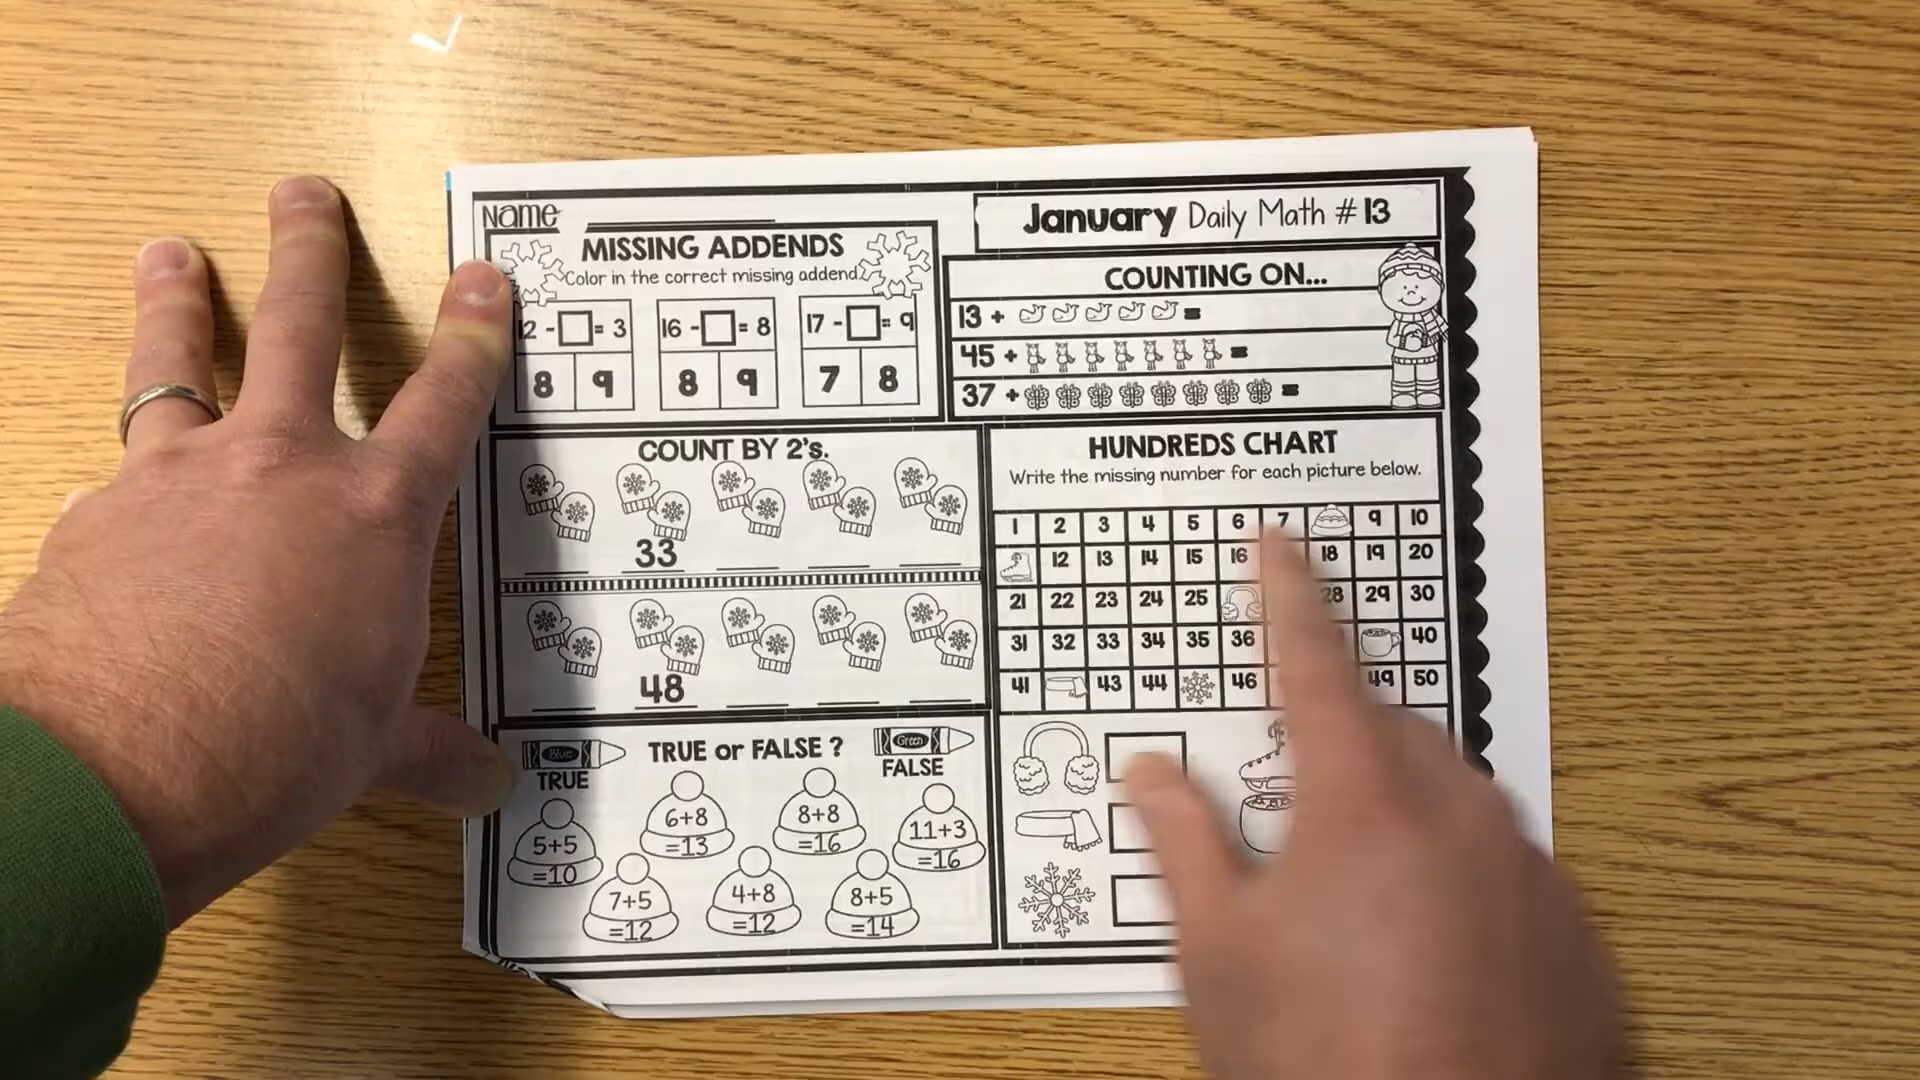 Name
January Daily Math # 13
MISSING ADDENDS
Color in the correct missing addend.
12 - = 3
8 9
16 - = 8
8 9
17 - = 9
7 8
COUNTING ON...
13 + =
45 + =
37 + =
COUNT BY 2's.
33
48
HUNDREDS CHART
Write the missing number for each picture below.
1 2 3 4 5 6 7 9 10
12 13 14 15 16 18 19 20
21 22 23 24 25 28 29 30
31 32 33 34 35 36 40
41 43 44 46 49 50
TRUE or FALSE ?
Blue
TRUE
Green
FALSE
5+5
=10
6+8
=13
8+8
=16
11+3
=16
7+5
=12
4+8
=12
8+5
=14